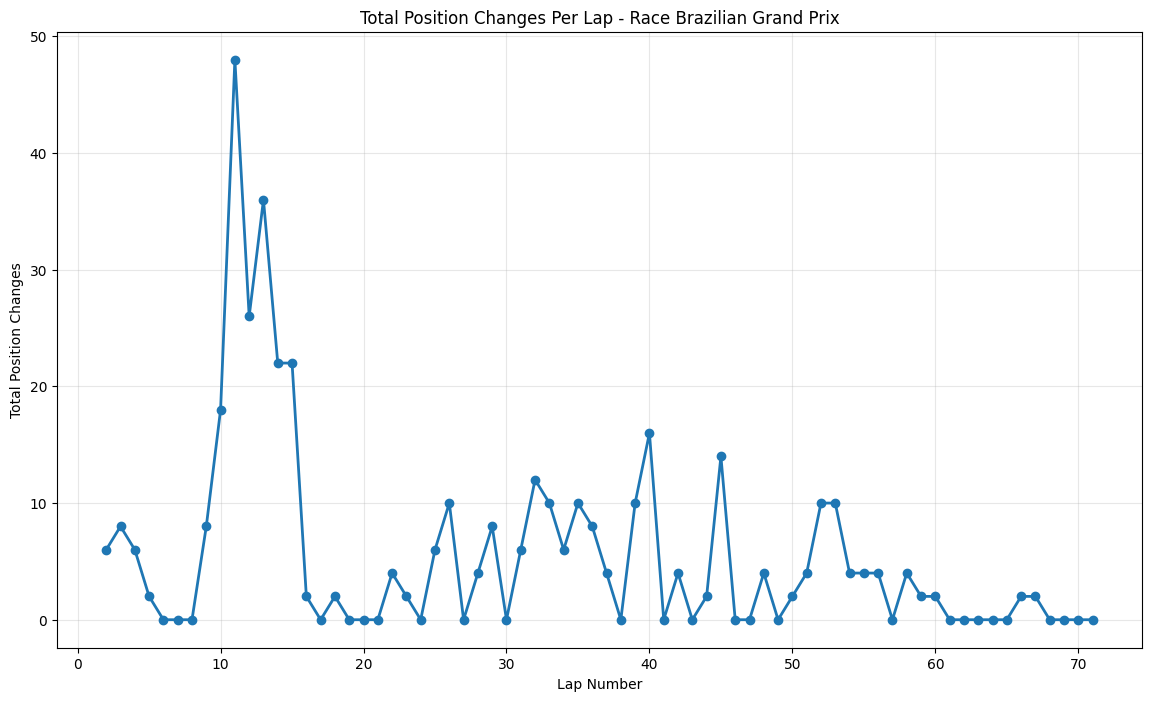 Total Position Changes Per Lap - Race Brazilian Grand Prix
Total Position Changes
50
40
30
20
10
0
0 10 20 30 40 50 60 70
Lap Number